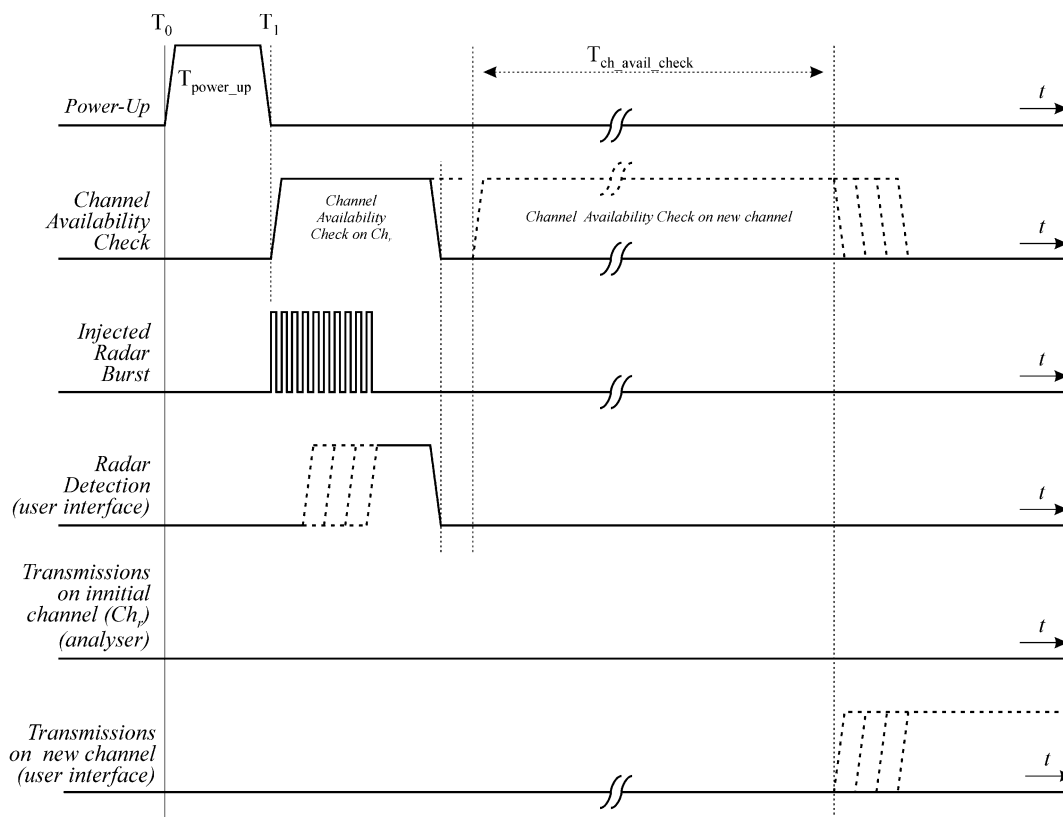 T0 T1
Tch_avail_check
Tpower_up
Power-Up
t
Channel
Availability
Check
Channel
Availability
Check on Chr
Channel Availability Check on new channel
t
Injected
Radar
Burst
t
Radar
Detection
(user interface)
t
Transmissions
on innitial
channel (Chr)
(analyser)
t
Transmissions
on new channel
(user interface)
t